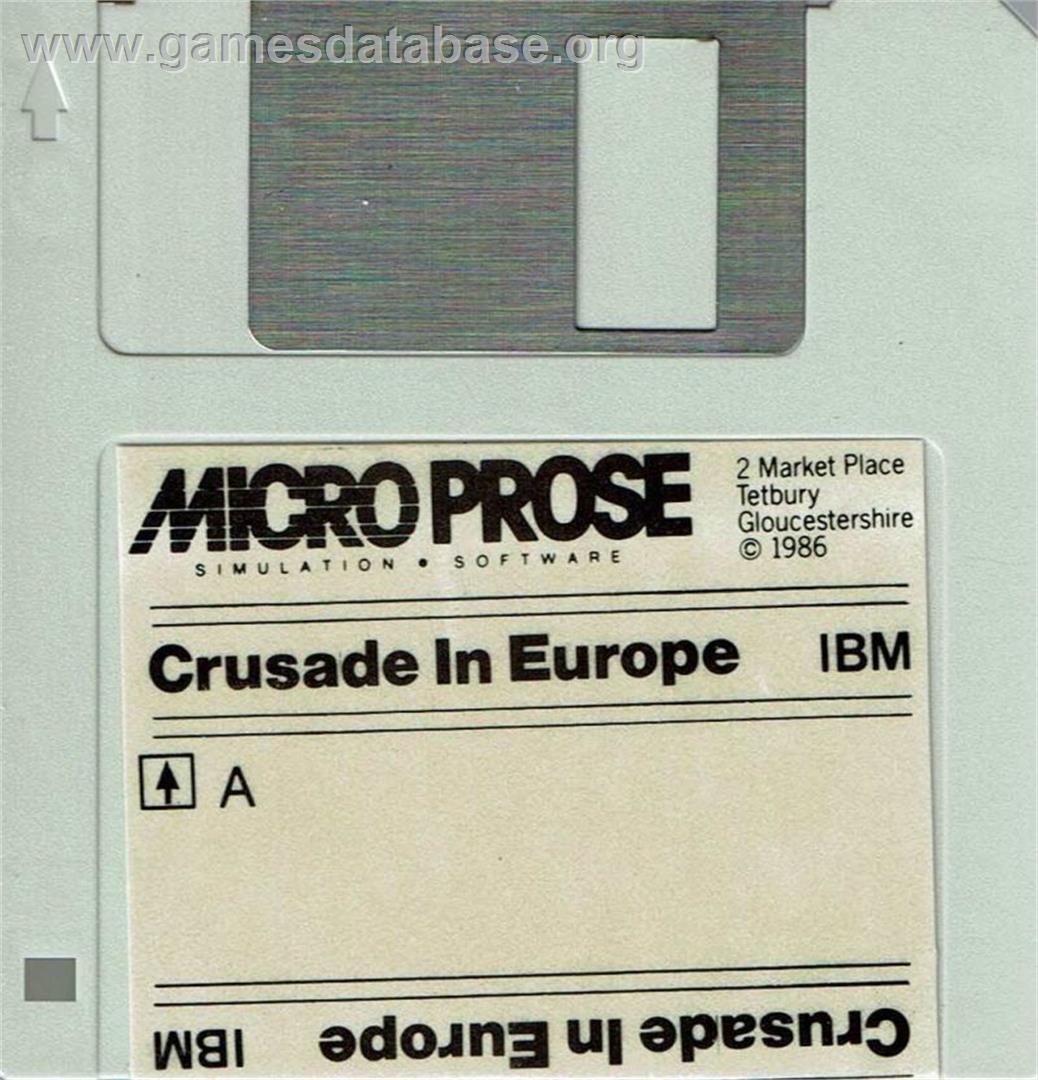 www.gamesdatabase.org
MICRO PROSE
SIMULATION • SOFTWARE
2 Market Place
Tetbury
Gloucestershire
© 1986
Crusade In Europe IBM
A
Crusade In Europe IBM